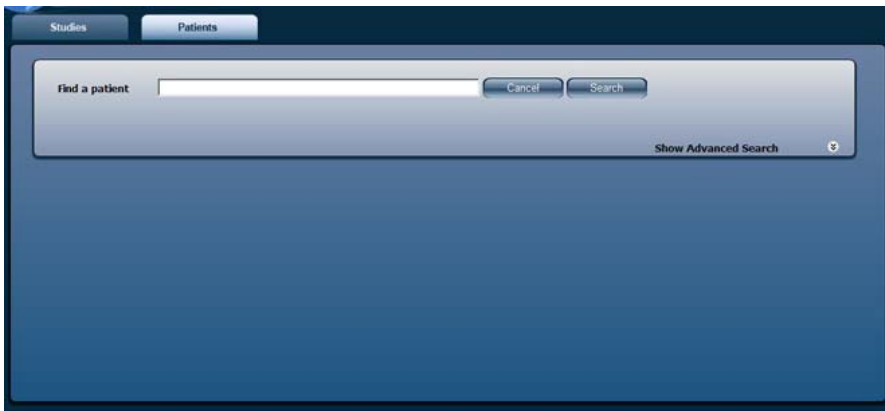 Studies Patients
Find a patient Cancel Search
Show Advanced Search